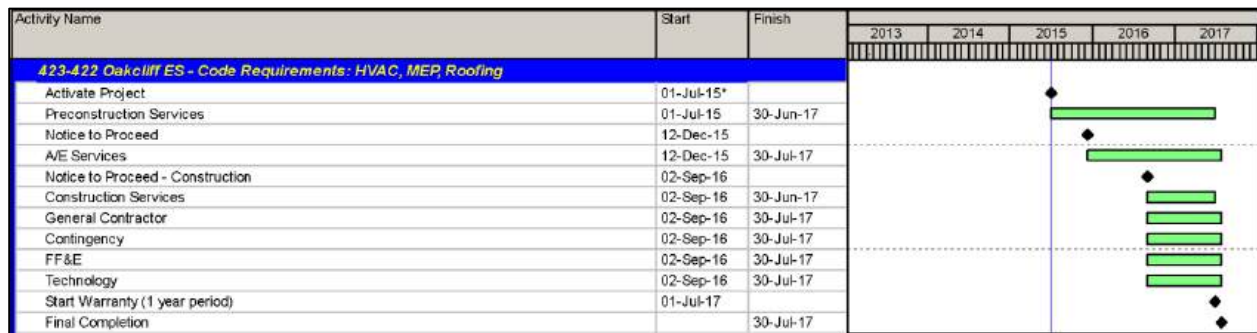 Activity Name Start Finish
2013 2014 2015 2016 2017
423-422 Oakcliff ES - Code Requirements: HVAC, MEP, Roofing
Activate Project 01-Jul-15*
Preconstruction Services 01-Jul-15 30-Jun-17
Notice to Proceed 12-Dec-15
A/E Services 12-Dec-15 30-Jul-17
Notice to Proceed - Construction 02-Sep-16
Construction Services 02-Sep-16 30-Jun-17
General Contractor 02-Sep-16 30-Jul-17
Contingency 02-Sep-16 30-Jul-17
FF&E 02-Sep-16 30-Jul-17
Technology 02-Sep-16 30-Jul-17
Start Warranty (1 year period) 01-Jul-17
Final Completion 30-Jul-17